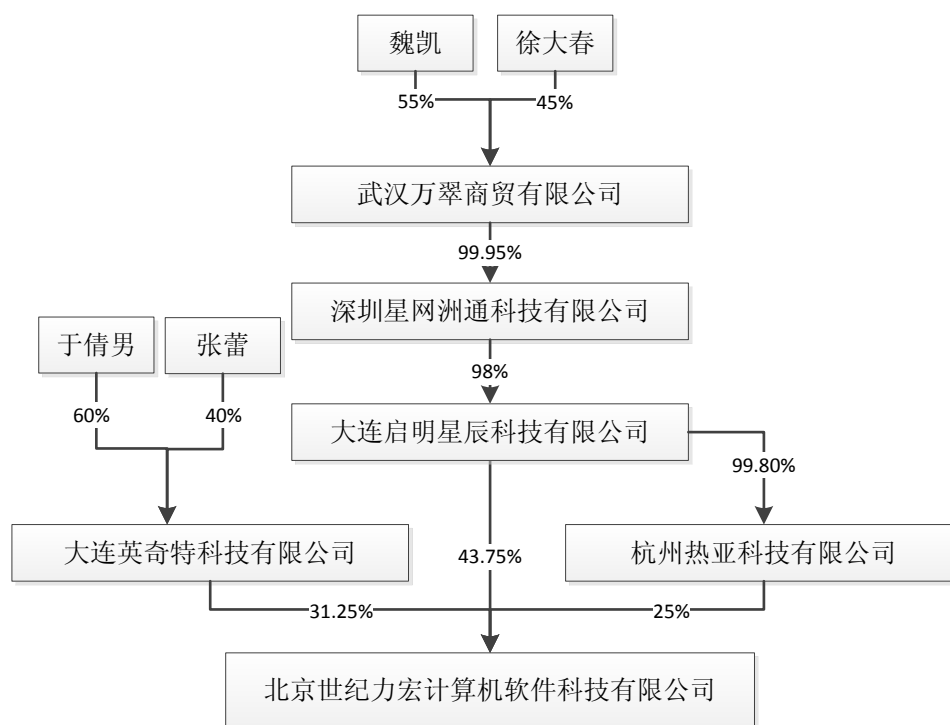 魏凯
徐大春
55%
45%
武汉万翠商贸有限公司
99.95%
深圳星网洲通科技有限公司
于倩男
张蕾
98%
60%
40%
大连启明星辰科技有限公司
99.80%
大连英奇特科技有限公司
43.75%
杭州热亚科技有限公司
31.25%
25%
北京世纪力宏计算机软件科技有限公司